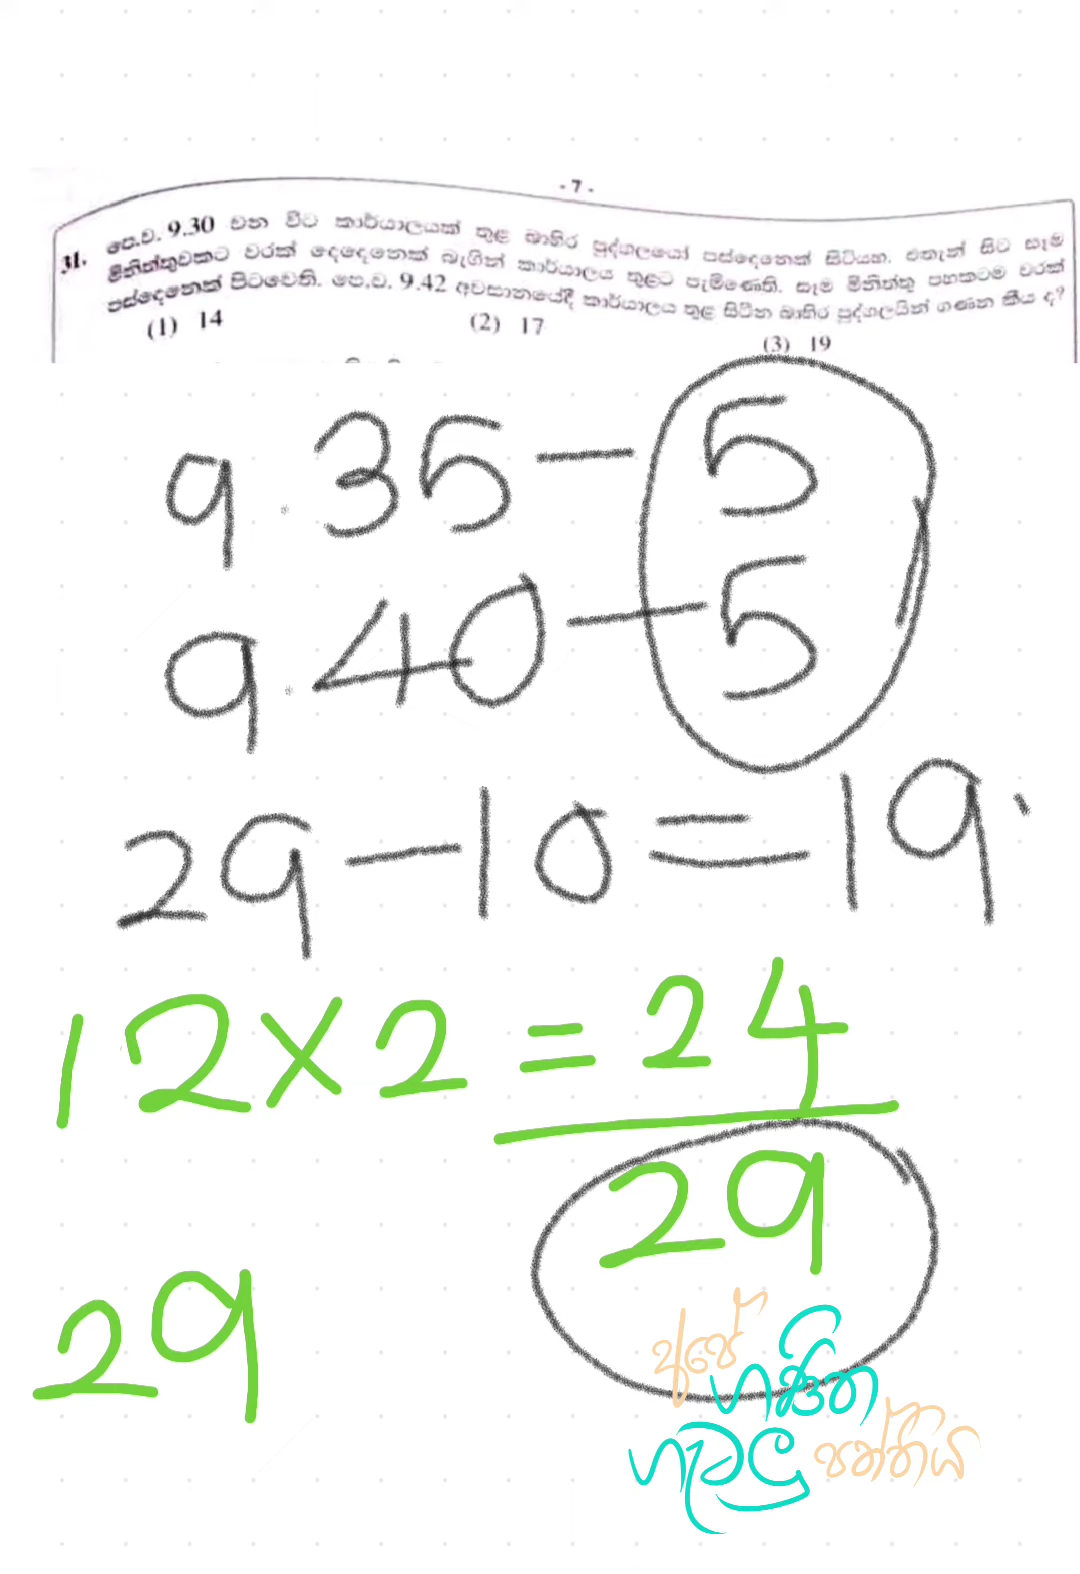 - 7 -
31. පෙ.ව. 9.30 වන විට කාර්යාලයක් තුළ බාහිර පුද්ගලයෝ පස්දෙනෙක් සිටියහ. එතැන් සිට සෑම
මිනිත්තුවකට වරක් දෙදෙනෙක් බැගින් කාර්යාලය තුළට පැමිණෙති. සෑම මිනිත්තු පහකටම වරක්
පස්දෙනෙක් පිටවෙති. පෙ.ව. 9.42 අවසානයේදී කාර්යාලය තුළ සිටින බාහිර පුද්ගලයින් ගණන කීය ද?
(1) 14 (2) 17 (3) 19
9.35 - 5
9.40 - 5
29 - 10 = 19
12 × 2 = 24
29
29
අපේ
ගණිත
ගැටලු පන්තිය